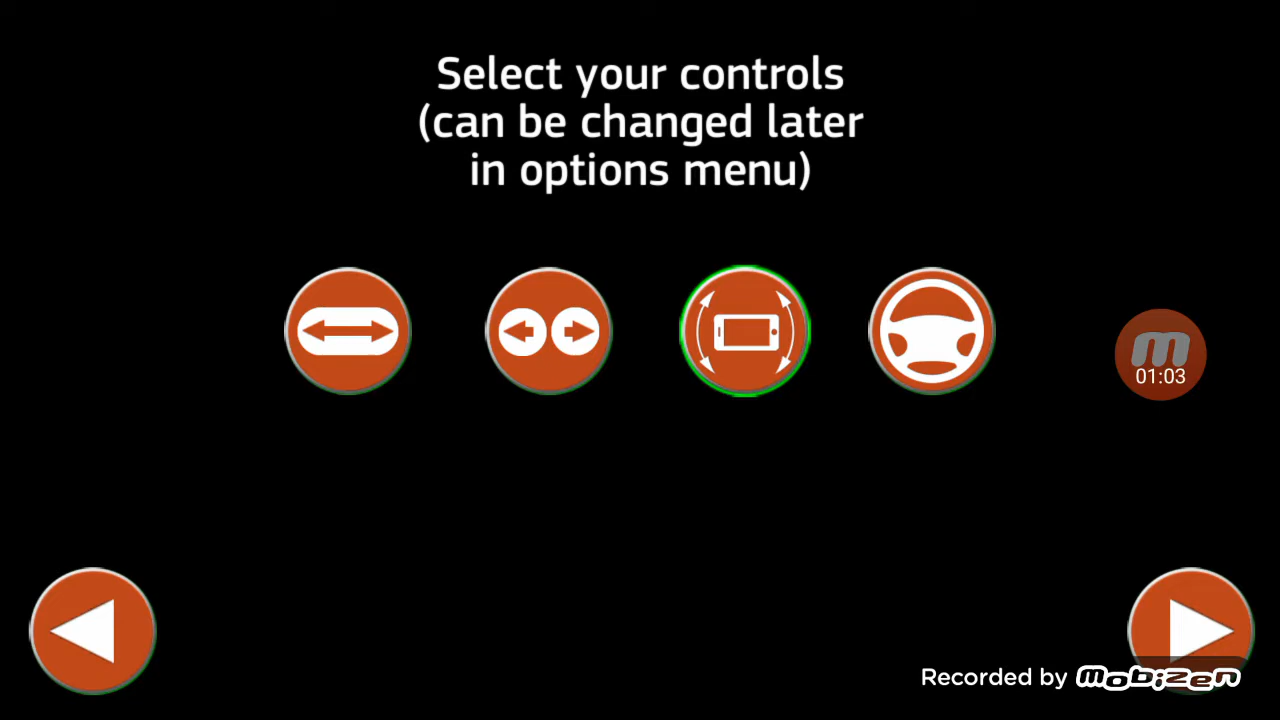 Select your controls
(can be changed later
in options menu)
m
01:03
Recorded by mobizen